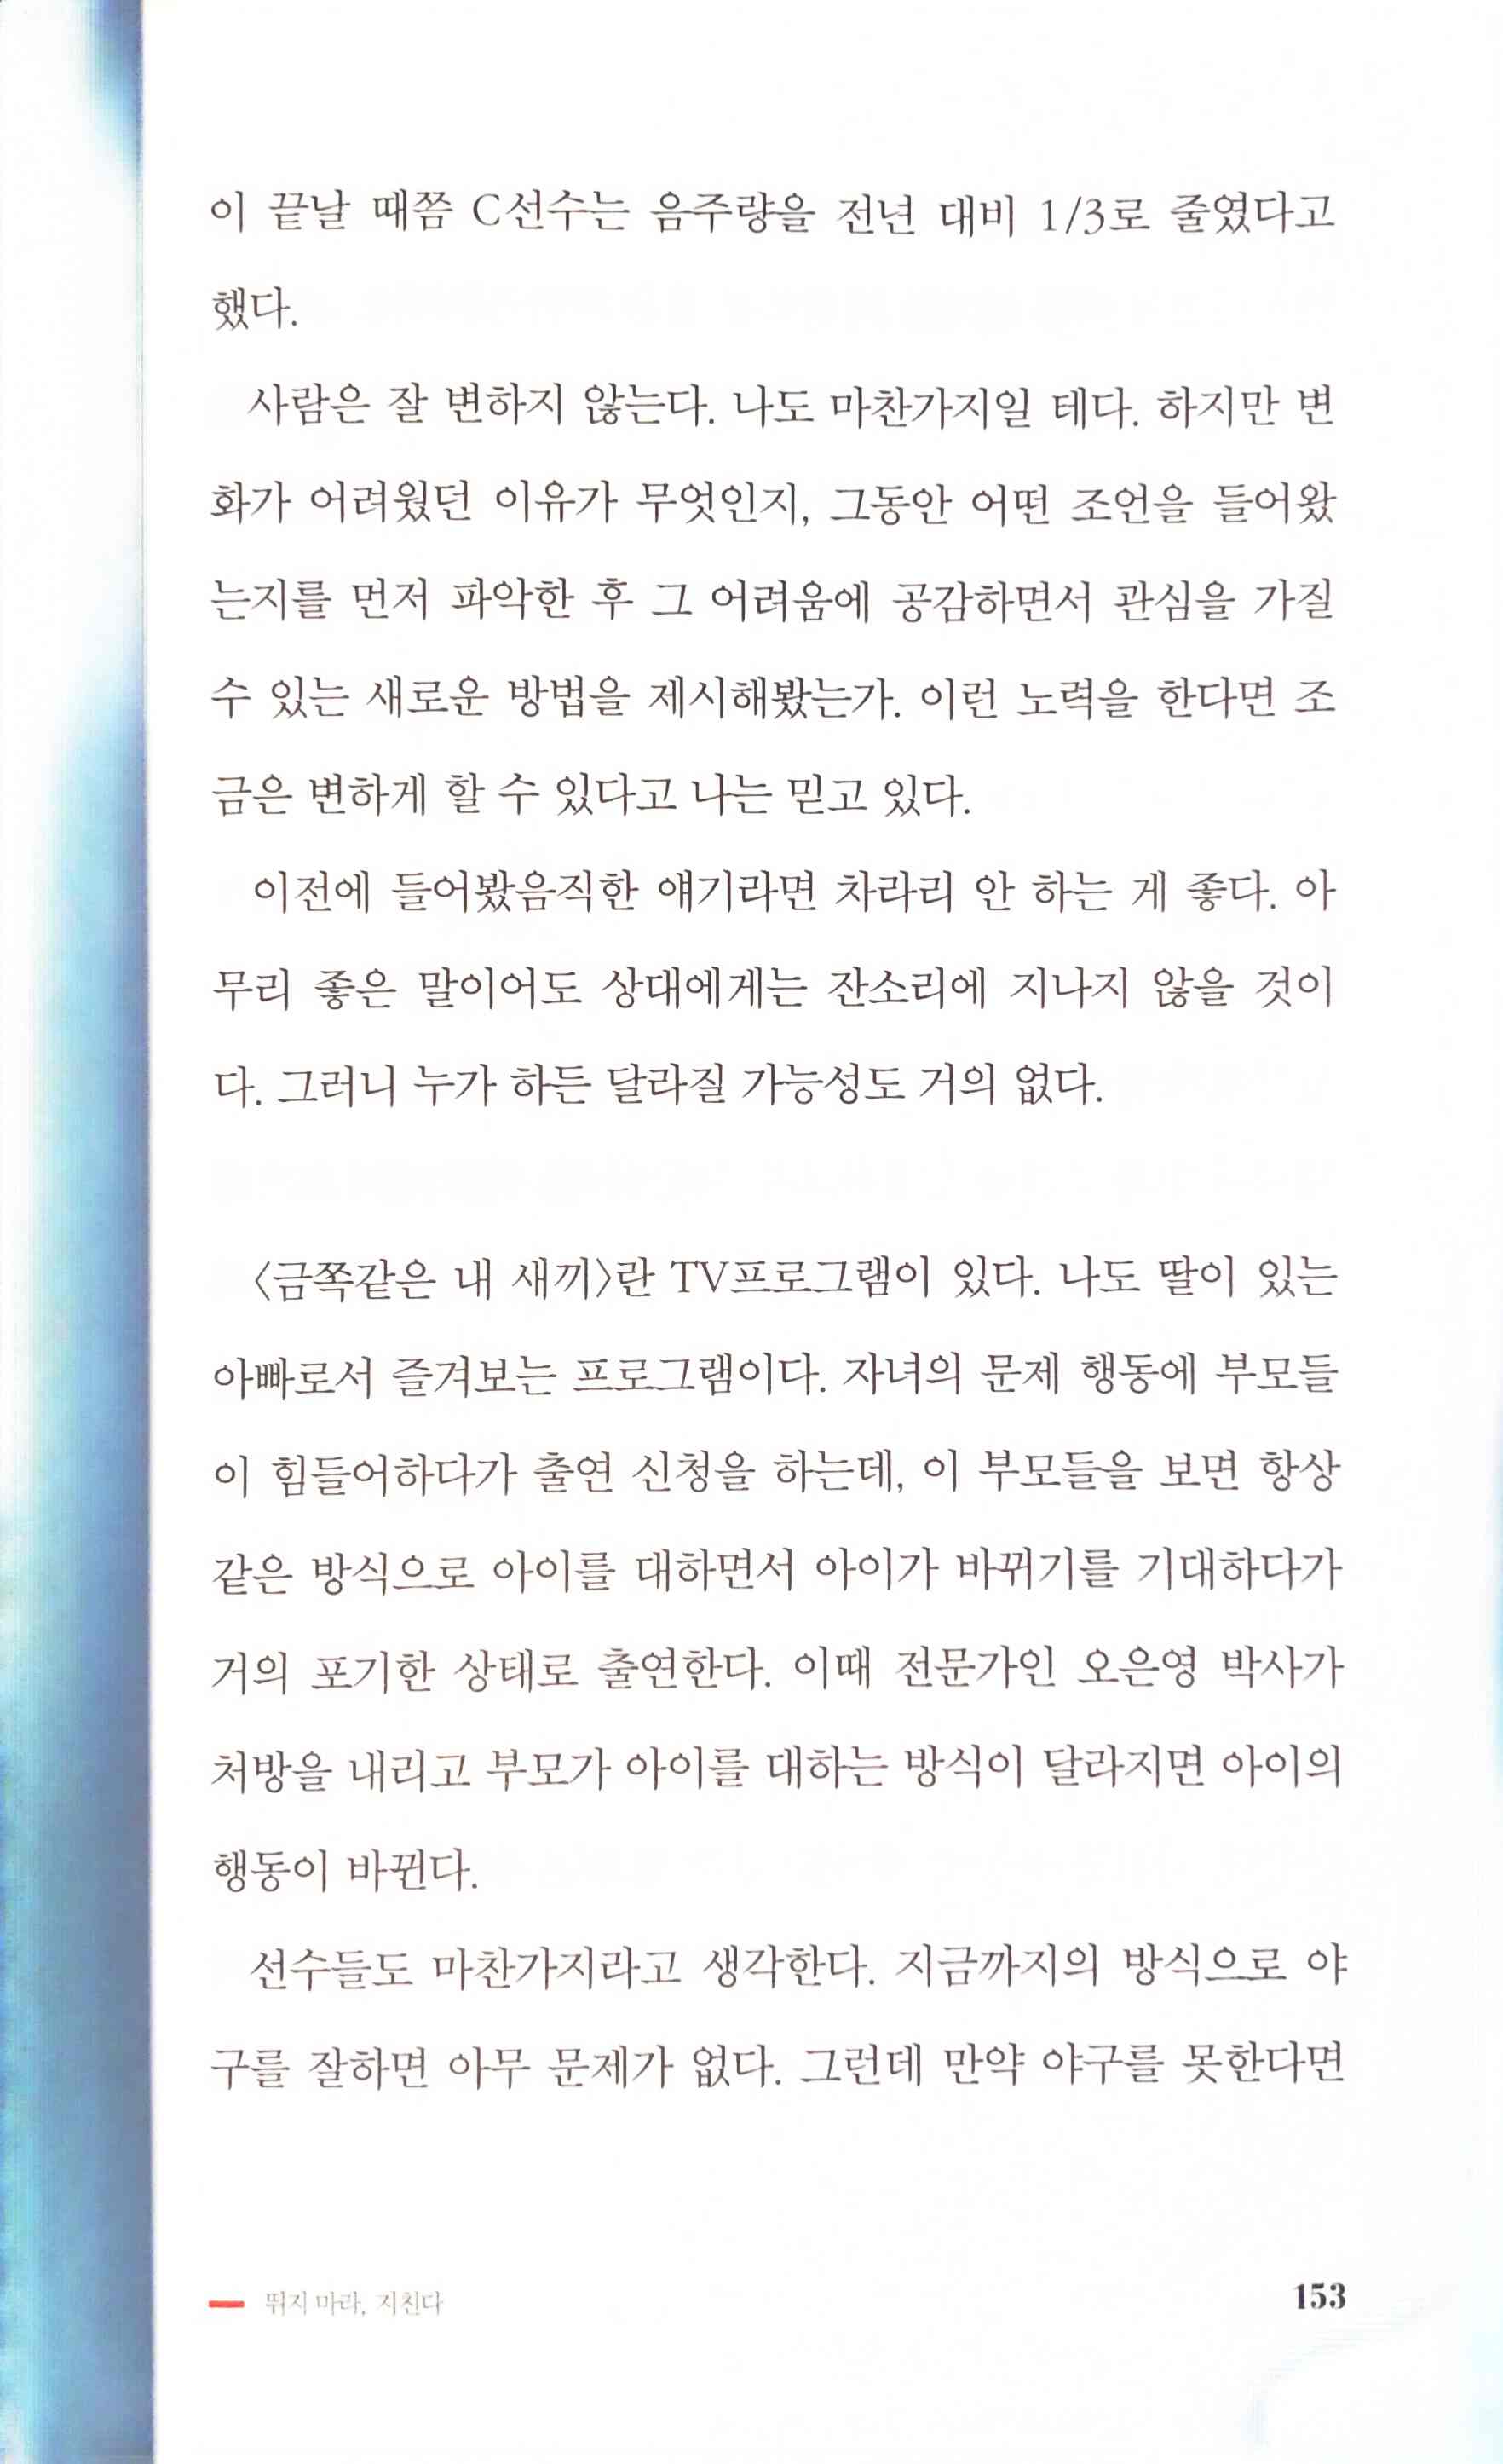 이 끝날 때쯤 C선수는 음주량을 전년 대비 1/3로 줄였다고
했다.
사람은 잘 변하지 않는다. 나도 마찬가지일 테다. 하지만 변
화가 어려웠던 이유가 무엇인지, 그동안 어떤 조언을 들어왔
는지를 먼저 파악한 후 그 어려움에 공감하면서 관심을 가질
수 있는 새로운 방법을 제시해봤는가. 이런 노력을 한다면 조
금은 변하게 할 수 있다고 나는 믿고 있다.
이전에 들어봤음직한 얘기라면 차라리 안 하는 게 좋다. 아
무리 좋은 말이어도 상대에게는 잔소리에 지나지 않을 것이
다. 그러니 누가 하든 달라질 가능성도 거의 없다.
〈금쪽같은 내 새끼〉란 TV프로그램이 있다. 나도 딸이 있는
아빠로서 즐겨보는 프로그램이다. 자녀의 문제 행동에 부모들
이 힘들어하다가 출연 신청을 하는데, 이 부모들을 보면 항상
같은 방식으로 아이를 대하면서 아이가 바뀌기를 기대하다가
거의 포기한 상태로 출연한다. 이때 전문가인 오은영 박사가
처방을 내리고 부모가 아이를 대하는 방식이 달라지면 아이의
행동이 바뀐다.
선수들도 마찬가지라고 생각한다. 지금까지의 방식으로 야
구를 잘하면 아무 문제가 없다. 그런데 만약 야구를 못한다면
뛰지 마라, 지친다
153